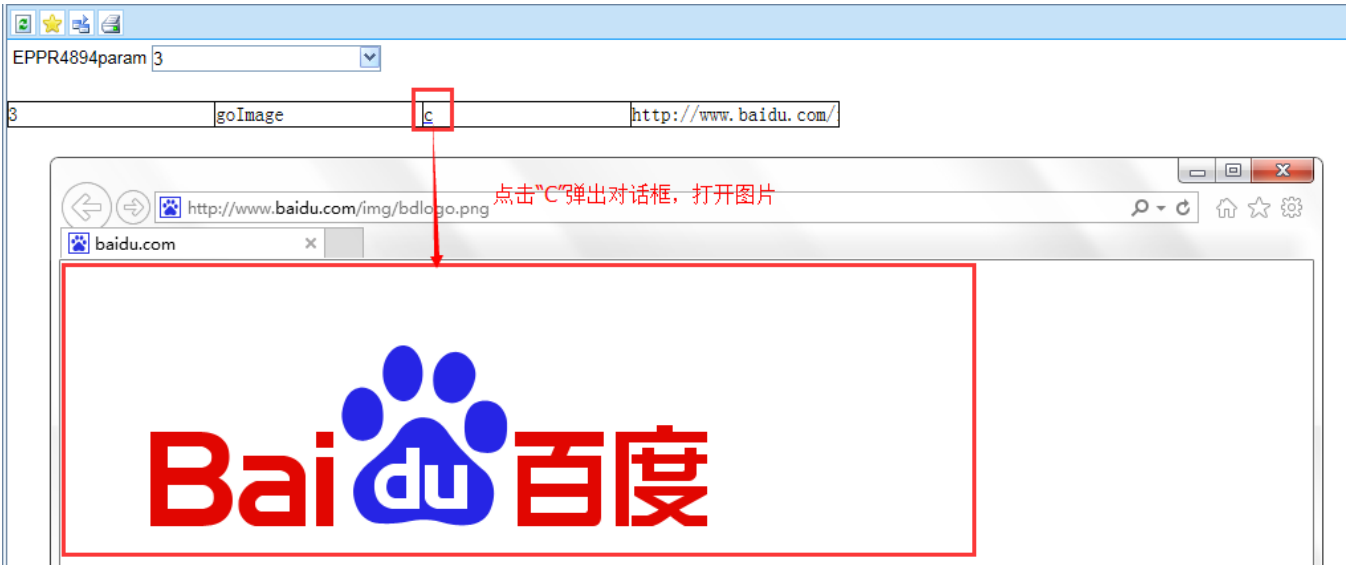 EPPR4894param 3
3 goImage c http://www.baidu.com/
点击"C"弹出对话框，打开图片
http://www.baidu.com/img/bdlogo.png
baidu.com
Bai du 百度